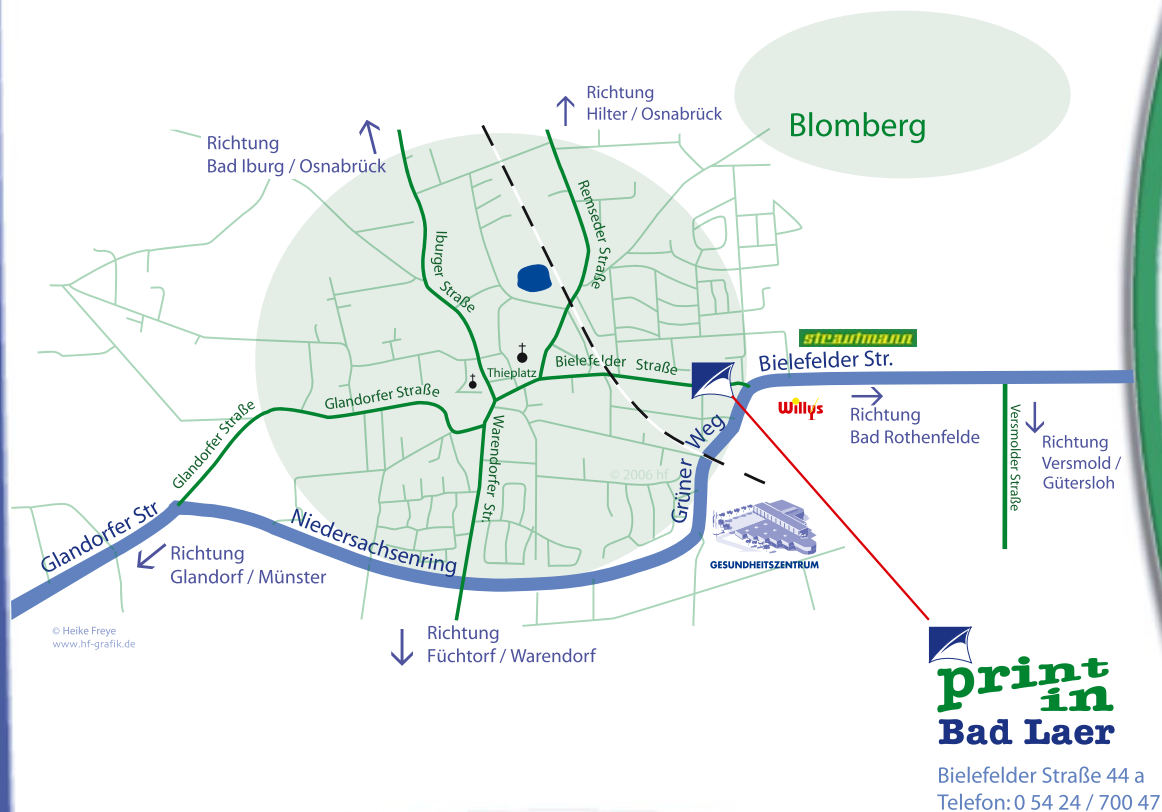 Richtung
Hilter / Osnabrück
Blomberg
Richtung
Bad Iburg / Osnabrück
Remseder Straße
Iburger Straße
strautmann
Bielefelder Straße
Bielefelder Str.
Thieplatz
Glandorfer Straße
Glandorfer Straße
Willys
Richtung
Bad Rothenfelde
Versmolder Straße
Richtung
Versmold /
Gütersloh
Warendorfer Str.
Grüner Weg
© 2006 hf
Glandorfer Str
Niedersachsenring
Richtung
Glandorf / Münster
GESUNDHEITSZENTRUM
© Heike Freye
www.hf-grafik.de
Richtung
Füchtorf / Warendorf
print
in
Bad Laer
Bielefelder Straße 44 a
Telefon: 0 54 24 / 700 47